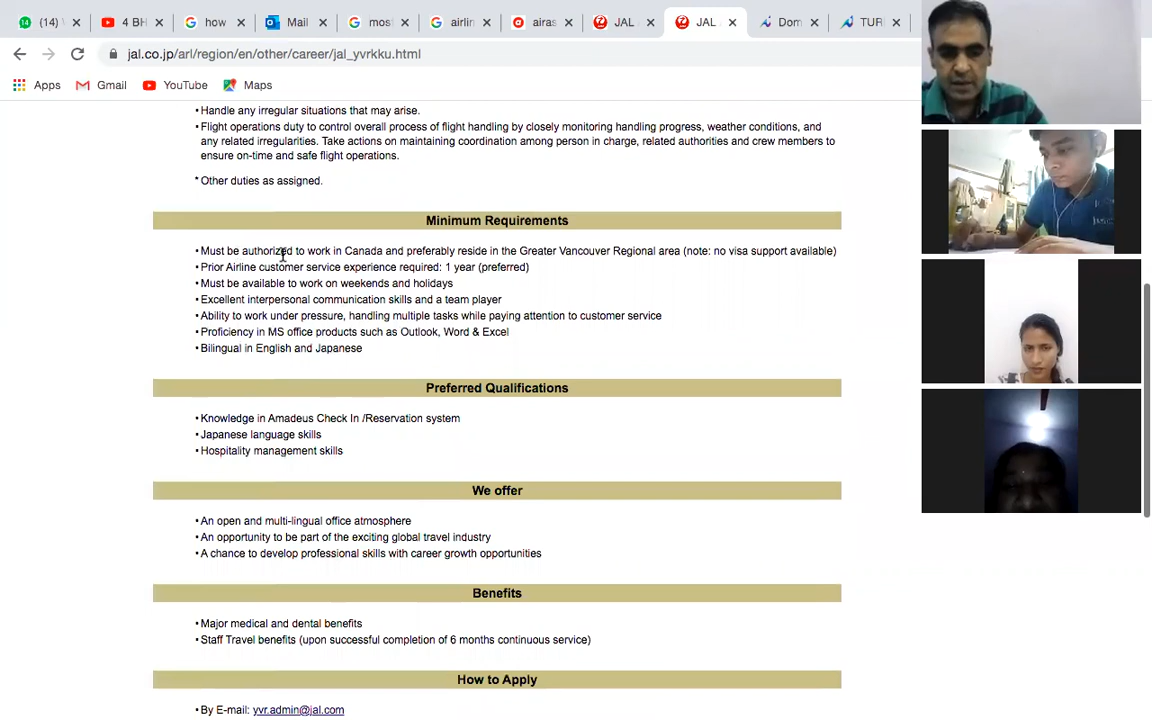 (14) W
4 BH
how
Mail
mos
airlin
airas
JAL
JAL
Dom
TUR
jal.co.jp/arl/region/en/other/career/jal_yvrkku.html
Apps
Gmail
YouTube
Maps
• Handle any irregular situations that may arise.
• Flight operations duty to control overall process of flight handling by closely monitoring handling progress, weather conditions, and
any related irregularities. Take actions on maintaining coordination among person in charge, related authorities and crew members to
ensure on-time and safe flight operations.
* Other duties as assigned.
Minimum Requirements
• Must be authorized to work in Canada and preferably reside in the Greater Vancouver Regional area (note: no visa support available)
• Prior Airline customer service experience required: 1 year (preferred)
• Must be available to work on weekends and holidays
• Excellent interpersonal communication skills and a team player
• Ability to work under pressure, handling multiple tasks while paying attention to customer service
• Proficiency in MS office products such as Outlook, Word & Excel
• Bilingual in English and Japanese
Preferred Qualifications
• Knowledge in Amadeus Check In /Reservation system
• Japanese language skills
• Hospitality management skills
We offer
• An open and multi-lingual office atmosphere
• An opportunity to be part of the exciting global travel industry
• A chance to develop professional skills with career growth opportunities
Benefits
• Major medical and dental benefits
• Staff Travel benefits (upon successful completion of 6 months continuous service)
How to Apply
• By E-mail: yvr.admin@jal.com